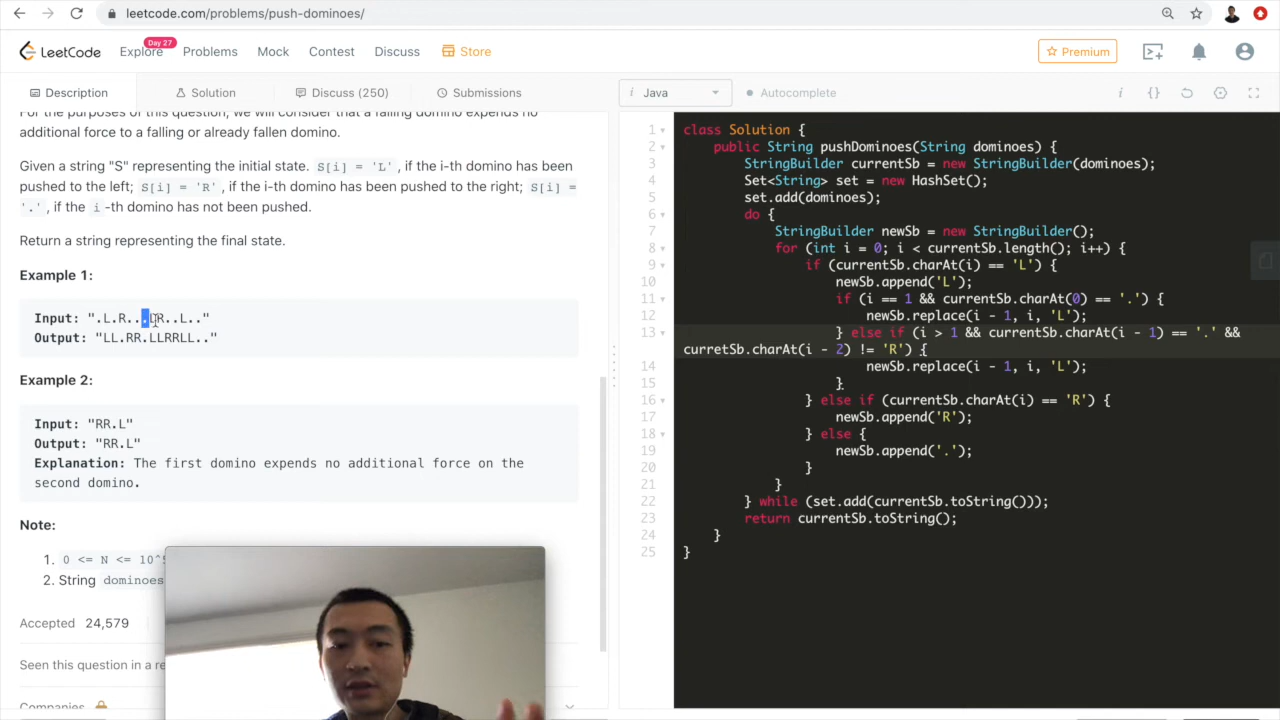 leetcode.com/problems/push-dominoes/
LeetCode Explore Day 27 Problems Mock Contest Discuss Store Premium
Description Solution Discuss (250) Submissions i Java Autocomplete i {}
For the purposes of this question, we will consider that a falling domino expends no
additional force to a falling or already fallen domino.
Given a string "S" representing the initial state. S[i] = 'L', if the i-th domino has been
pushed to the left; S[i] = 'R', if the i-th domino has been pushed to the right; S[i] =
'.', if the i -th domino has not been pushed.
Return a string representing the final state.
Example 1:
Input: ".L.R...LR..L.."
Output: "LL.RR.LLRRLL.."
Example 2:
Input: "RR.L"
Output: "RR.L"
Explanation: The first domino expends no additional force on the
second domino.
Note:
1. 0 <= N <= 10^5
2. String dominoes
Accepted 24,579
Seen this question in a re
Companies
1 class Solution {
2 public String pushDominoes(String dominoes) {
3 StringBuilder currentSb = new StringBuilder(dominoes);
4 Set<String> set = new HashSet();
5 set.add(dominoes);
6 do {
7 StringBuilder newSb = new StringBuilder();
8 for (int i = 0; i < currentSb.length(); i++) {
9 if (currentSb.charAt(i) == 'L') {
10 newSb.append('L');
11 if (i == 1 && currentSb.charAt(0) == '.') {
12 newSb.replace(i - 1, i, 'L');
13 } else if (i > 1 && currentSb.charAt(i - 1) == '.' &&
curretSb.charAt(i - 2) != 'R') {
14 newSb.replace(i - 1, i, 'L');
15 }
16 } else if (currentSb.charAt(i) == 'R') {
17 newSb.append('R');
18 } else {
19 newSb.append('.');
20 }
21 }
22 } while (set.add(currentSb.toString()));
23 return currentSb.toString();
24 }
25 }